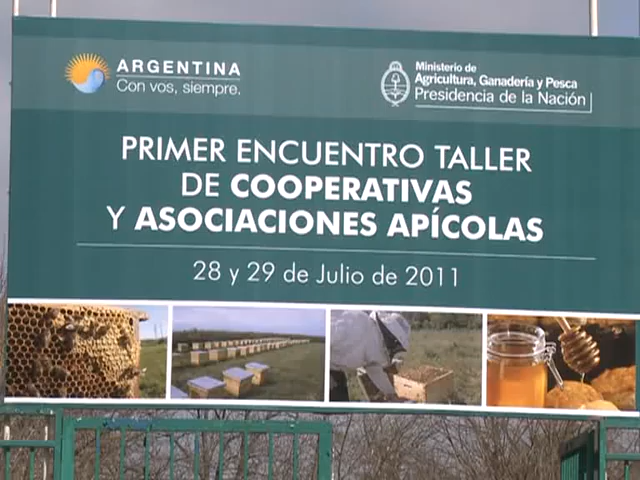 ARGENTINA
Con vos, siempre.
Ministerio de
Agricultura, Ganadería y Pesca
Presidencia de la Nación
PRIMER ENCUENTRO TALLER
DE COOPERATIVAS
Y ASOCIACIONES APÍCOLAS
28 y 29 de Julio de 2011